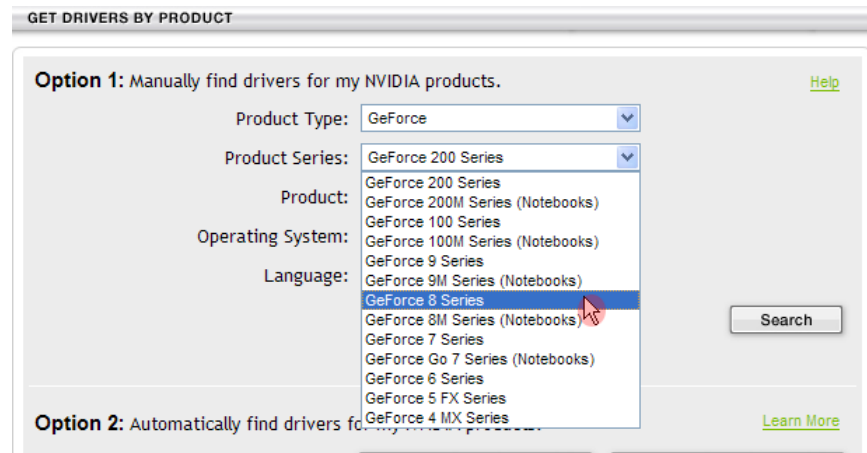 GET DRIVERS BY PRODUCT
Option 1: Manually find drivers for my NVIDIA products.
Help
Product Type: GeForce
Product Series: GeForce 200 Series
GeForce 200 Series
Product:
GeForce 200M Series (Notebooks)
GeForce 100 Series
Operating System:
GeForce 100M Series (Notebooks)
GeForce 9 Series
Language:
GeForce 9M Series (Notebooks)
GeForce 8 Series
GeForce 8M Series (Notebooks)
Search
GeForce 7 Series
GeForce Go 7 Series (Notebooks)
GeForce 6 Series
GeForce 5 FX Series
GeForce 4 MX Series
Option 2: Automatically find drivers
Learn More